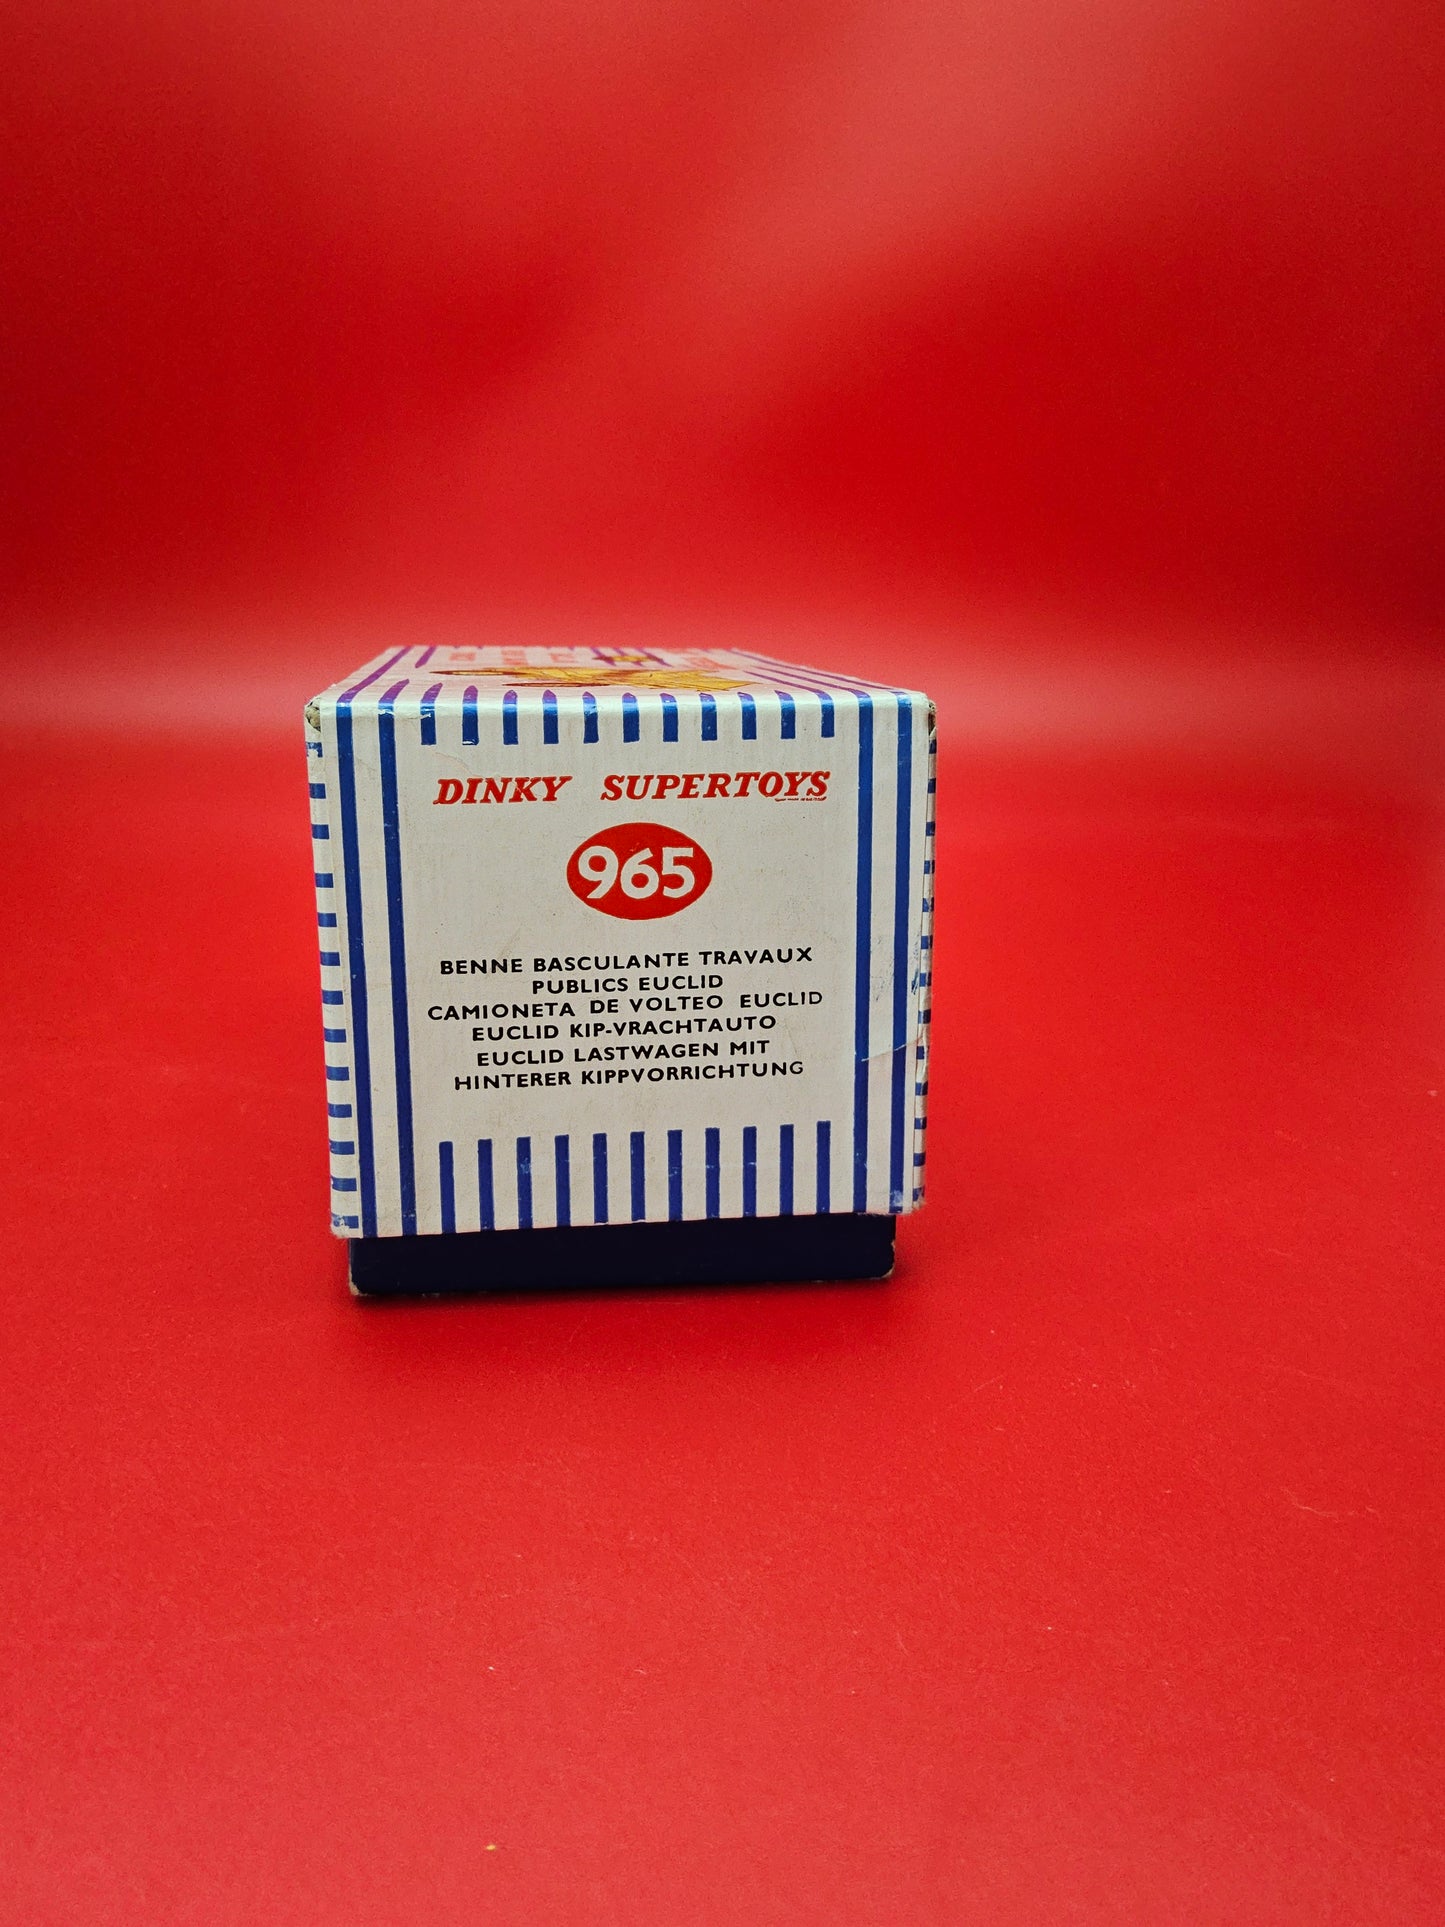 DINKY SUPERTOYS
965
BENNE BASCULANTE TRAVAUX
PUBLICS EUCLID
CAMIONETA DE VOLTEO EUCLID
EUCLID KIP-VRACHTAUTO
EUCLID LASTWAGEN MIT
HINTERER KIPPVORRICHTUNG